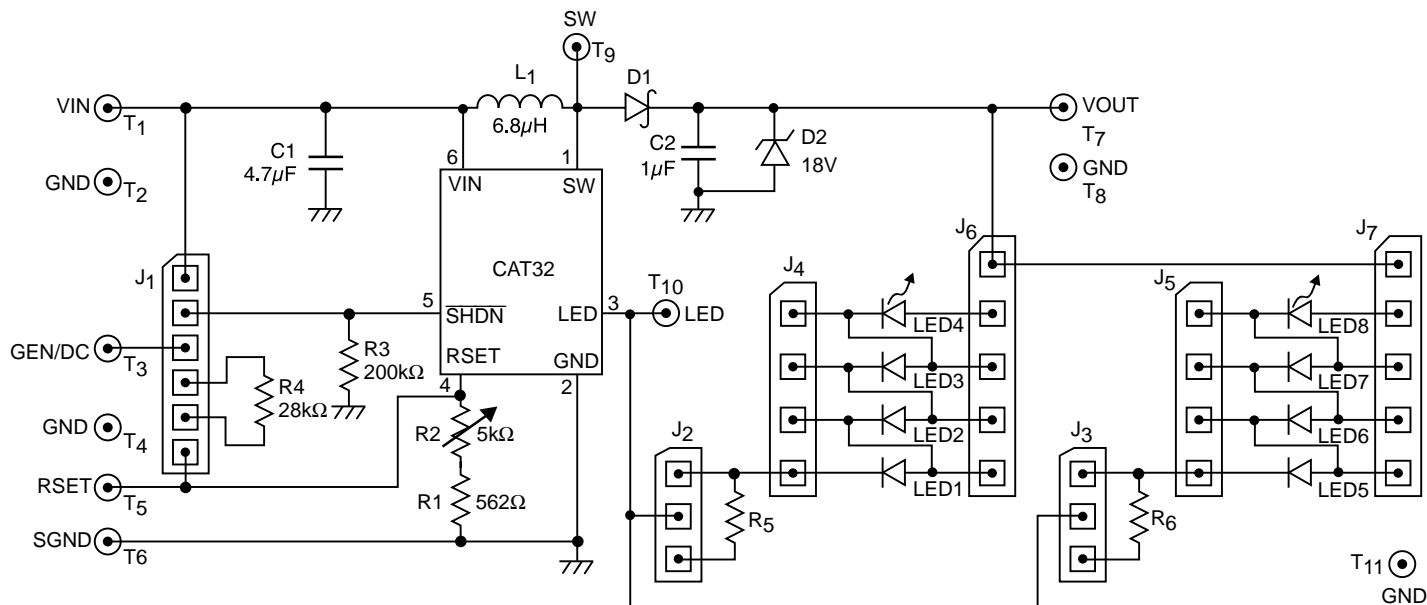 SW
T9
L1
D1
VIN
T1
6.8µH
VOUT
T7
C1
4.7µF
6
1
C2
1µF
D2
18V
GND
T2
GND
T8
VIN
SW
J1
CAT32
J4
J6
J5
J7
5
SHDN
LED
3
T10
LED
LED4
LED8
GEN/DC
T3
R3
200kΩ
RSET
GND
LED3
LED7
R4
28kΩ
4
2
GND
T4
R2
5kΩ
J2
LED2
J3
LED6
RSET
T5
R1
562Ω
R5
LED1
R6
LED5
SGND
T6
T11
GND